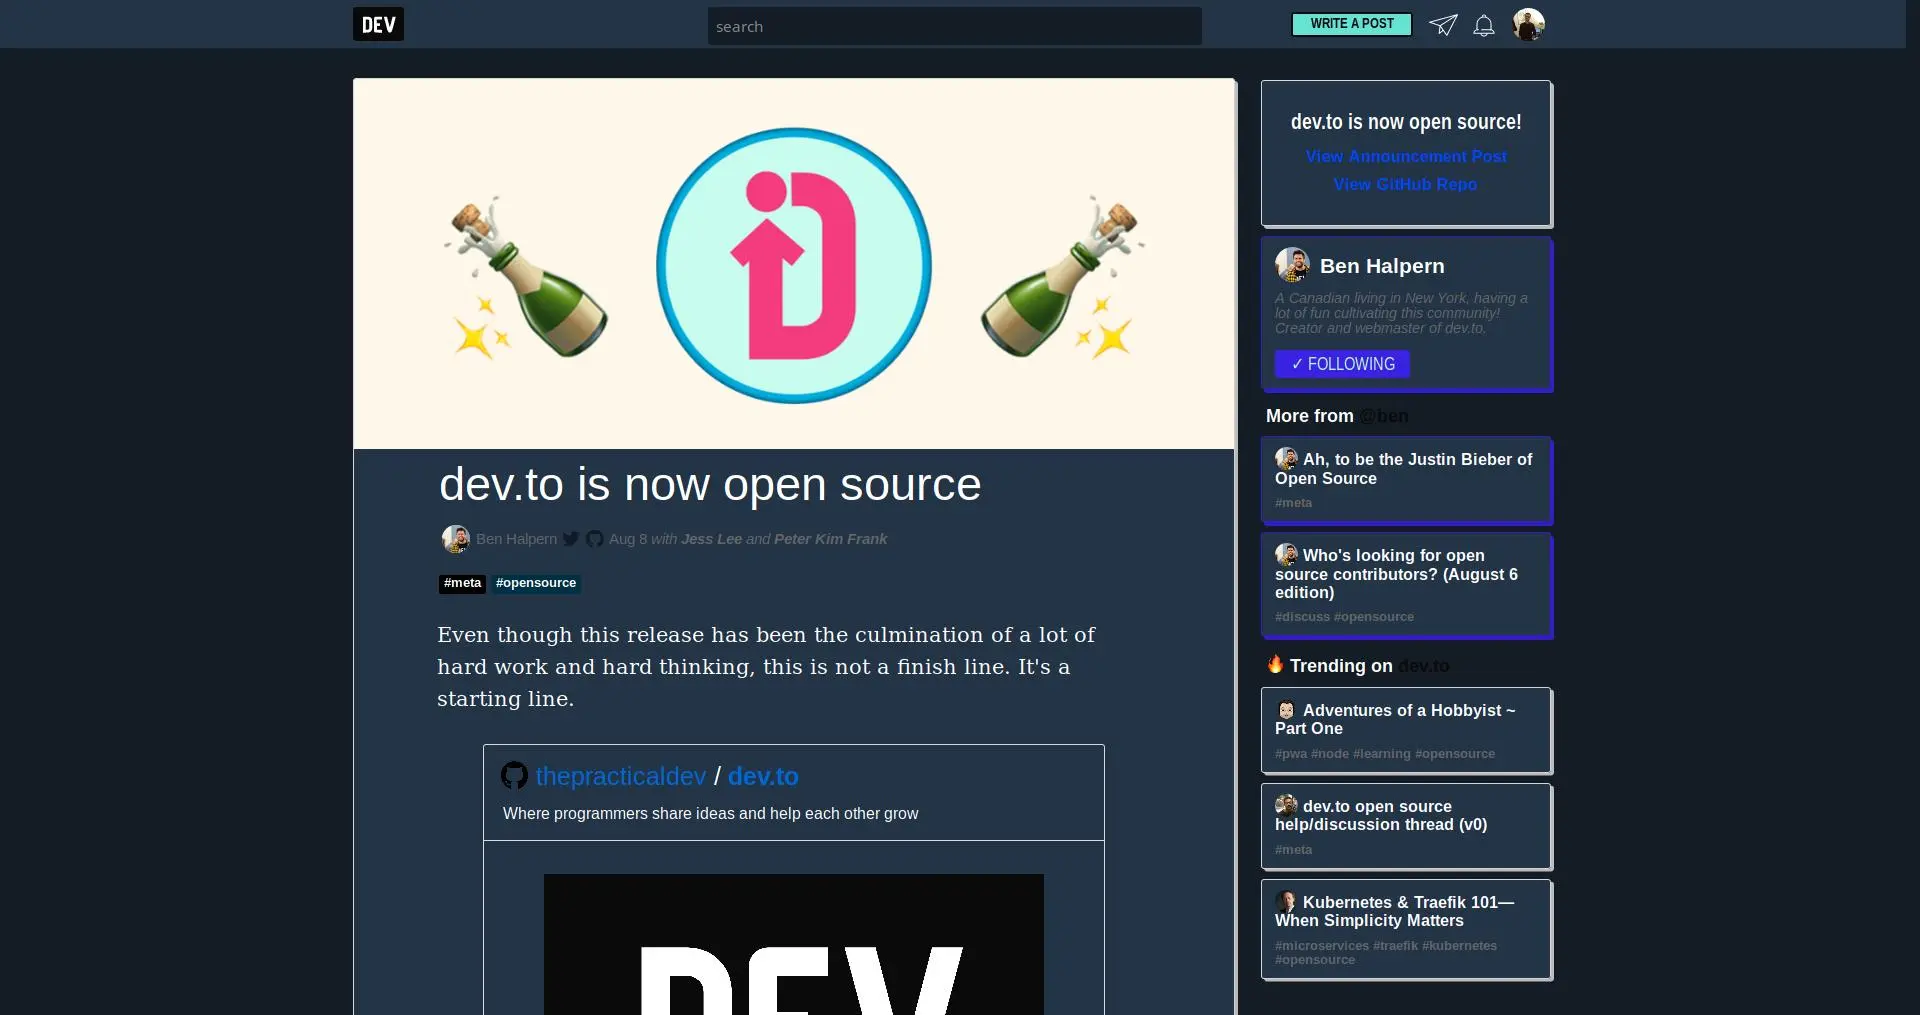 DEV
search
WRITE A POST
dev.to is now open source
Ben Halpern Aug 8 with Jess Lee and Peter Kim Frank
#meta #opensource
Even though this release has been the culmination of a lot of
hard work and hard thinking, this is not a finish line. It's a
starting line.
thepracticaldev / dev.to
Where programmers share ideas and help each other grow
DEV
dev.to is now open source!
View Announcement Post
View GitHub Repo
Ben Halpern
A Canadian living in New York, having a
lot of fun cultivating this community!
Creator and webmaster of dev.to.
✓ FOLLOWING
More from @ben
Ah, to be the Justin Bieber of
Open Source
#meta
Who's looking for open
source contributors? (August 6
edition)
#discuss #opensource
🔥 Trending on dev.to
Adventures of a Hobbyist ~
Part One
#pwa #node #learning #opensource
dev.to open source
help/discussion thread (v0)
#meta
Kubernetes & Traefik 101—
When Simplicity Matters
#microservices #traefik #kubernetes
#opensource